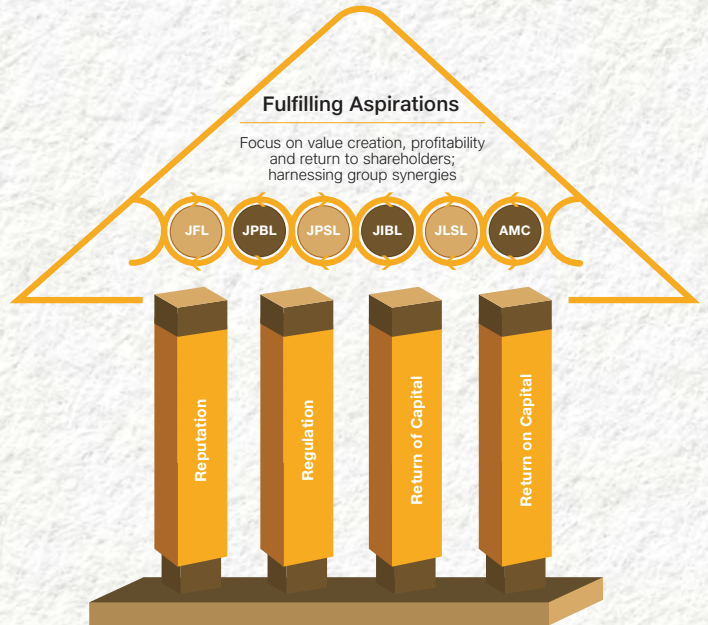 Fulfilling Aspirations
Focus on value creation, profitability
and return to shareholders;
harnessing group synergies
JFL
JPBL
JPSL
JIBL
JLSL
AMC
Reputation
Regulation
Return of Capital
Return on Capital